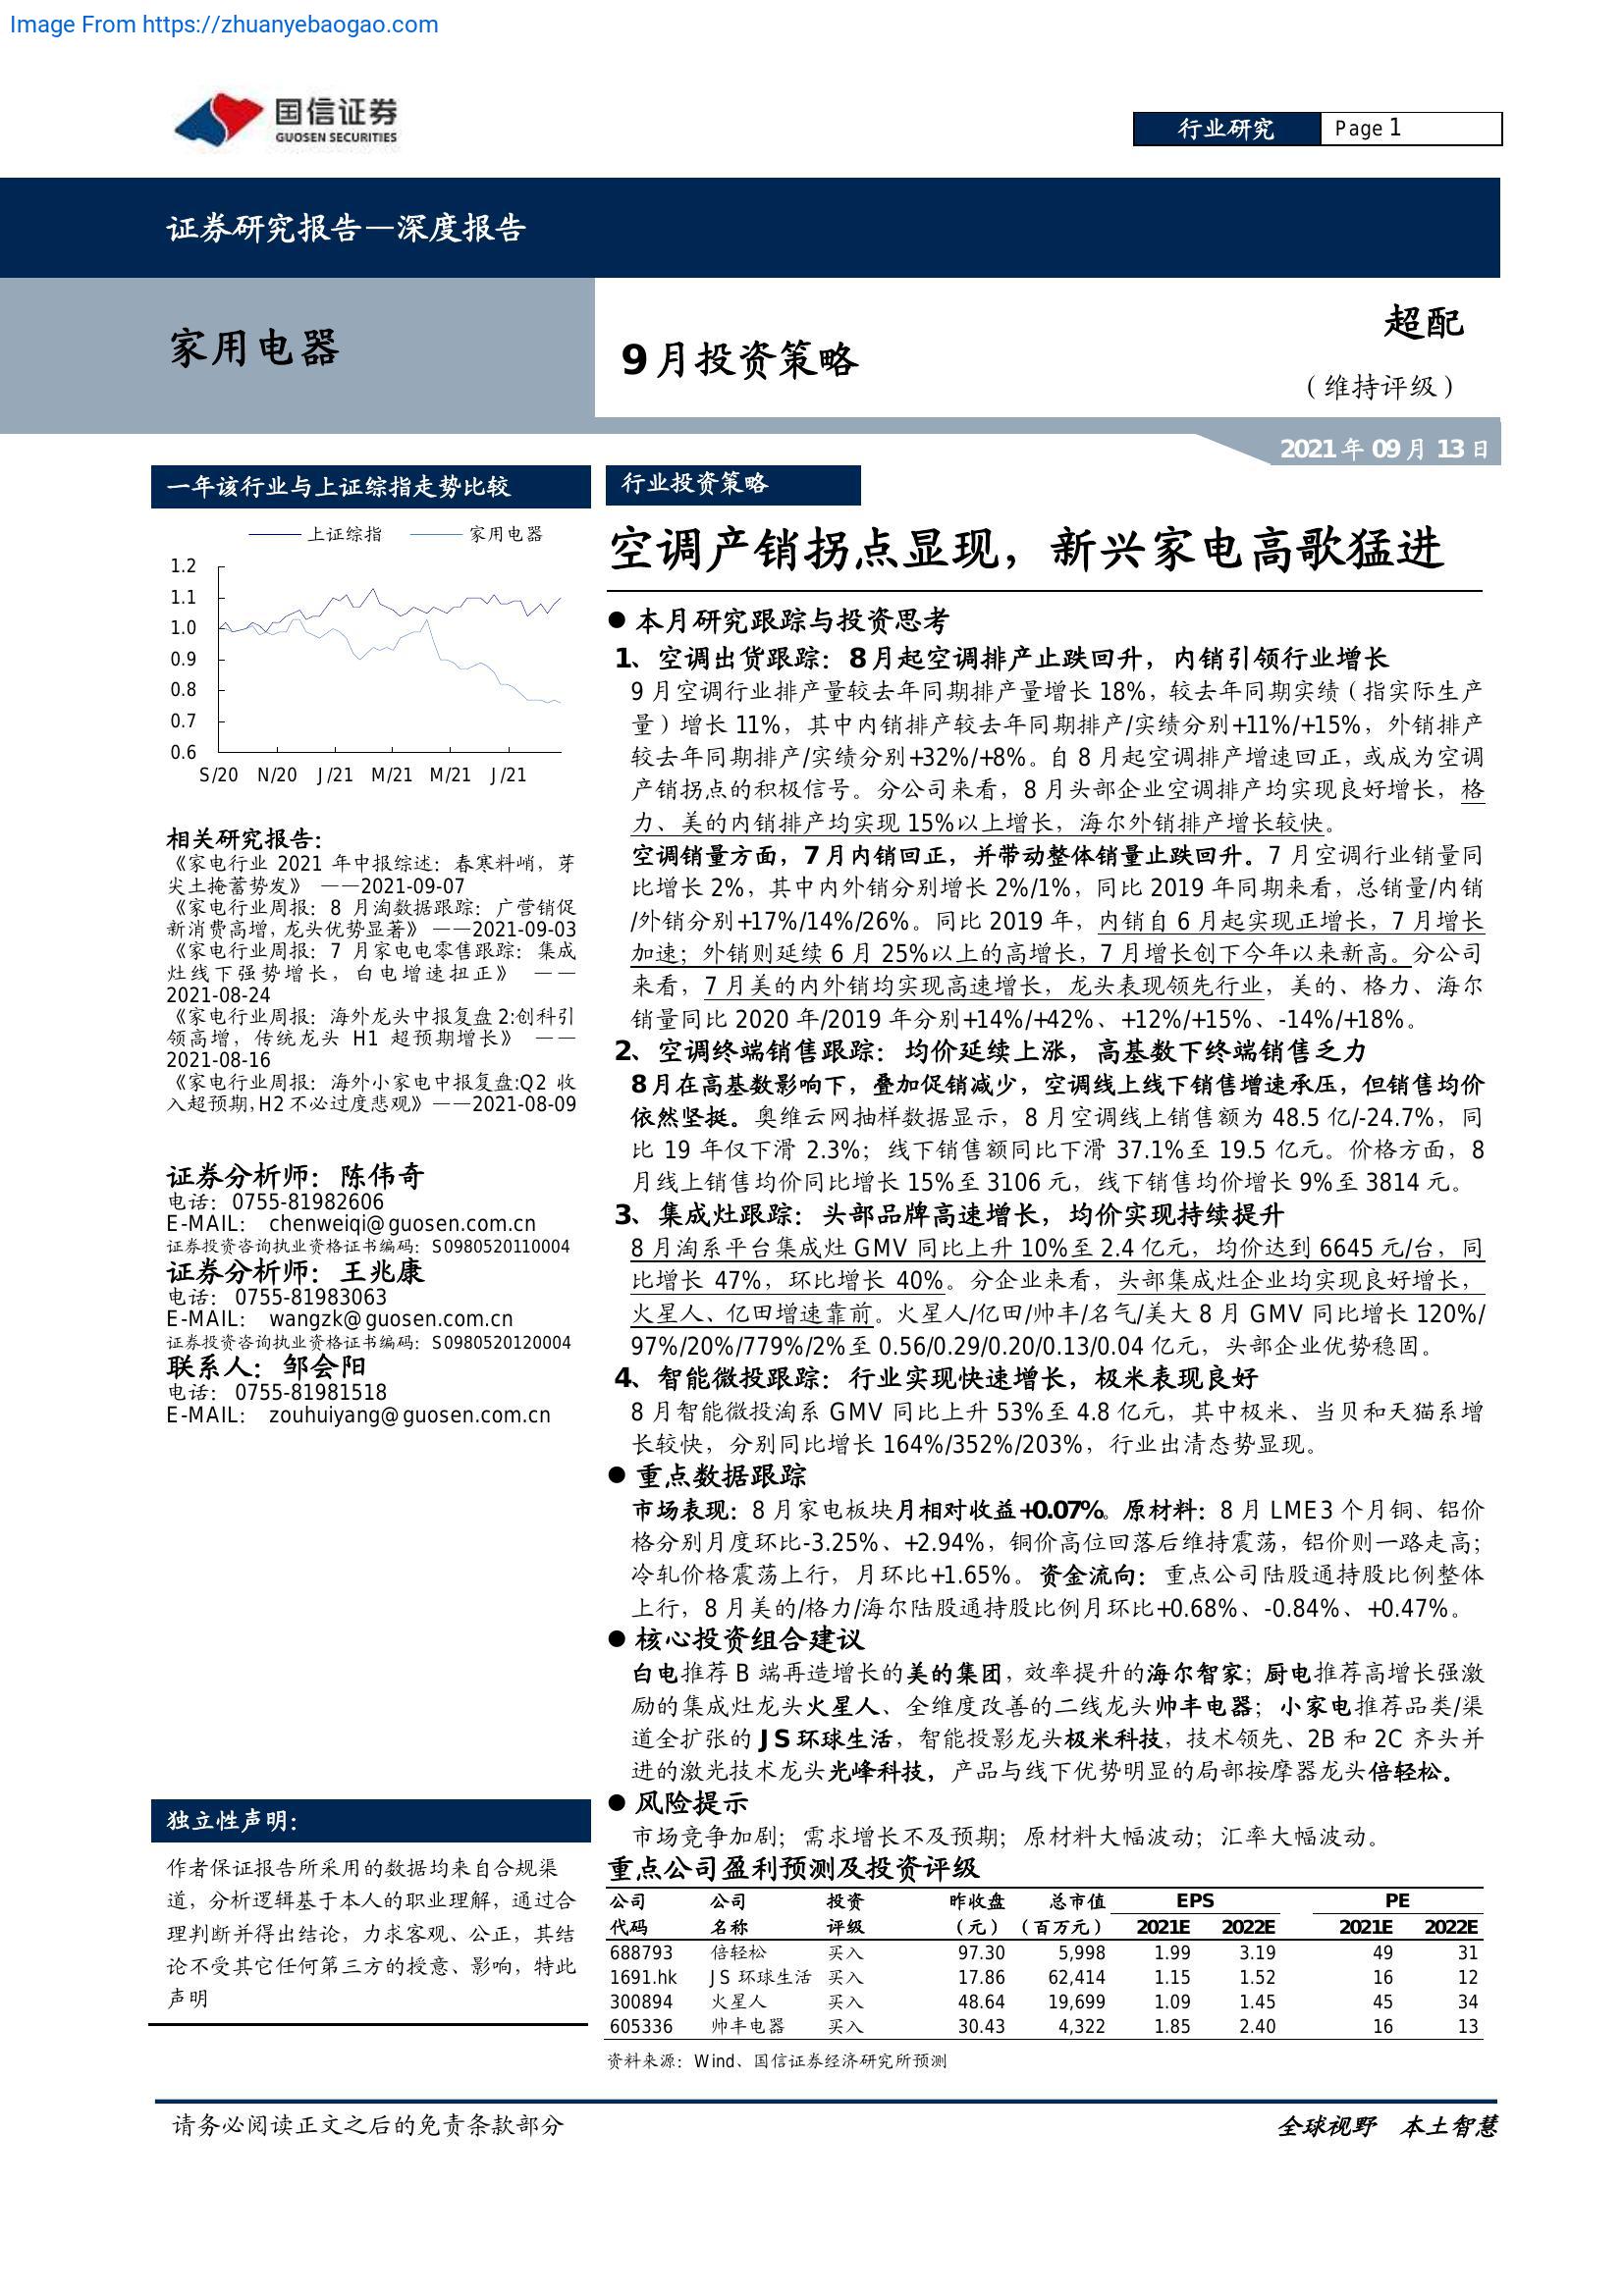 Image From https://zhuanyebaogao.com
国信证券
GUOSEN SECURITIES
行业研究
Page 1
证券研究报告—深度报告
家用电器
9月投资策略
超配
（维持评级）
2021年 09月 13日
一年该行业与上证综指走势比较
上证综指 家用电器
1.2
1.1
1.0
0.9
0.8
0.7
0.6
S/20 N/20 J/21 M/21 M/21 J/21
相关研究报告：
《家电行业 2021 年中报综述：春寒料峭，芽
尖土掩蓄势发》 ——2021-09-07
《家电行业周报：8 月淘数据跟踪：广营销促
新消费高增，龙头优势显著》 ——2021-09-03
《家电行业周报：7 月家电电零售跟踪：集成
灶线下强势增长，白电增速扭正》 ——
2021-08-24
《家电行业周报：海外龙头中报复盘 2:创科引
领高增，传统龙头 H1 超预期增长》 ——
2021-08-16
《家电行业周报：海外小家电中报复盘:Q2 收
入超预期,H2 不必过度悲观》——2021-08-09
证券分析师：陈伟奇
电话： 0755-81982606
E-MAIL： chenweiqi@guosen.com.cn
证券投资咨询执业资格证书编码：S0980520110004
证券分析师：王兆康
电话： 0755-81983063
E-MAIL： wangzk@guosen.com.cn
证券投资咨询执业资格证书编码：S0980520120004
联系人：邹会阳
电话： 0755-81981518
E-MAIL： zouhuiyang@guosen.com.cn
独立性声明：
作者保证报告所采用的数据均来自合规渠
道，分析逻辑基于本人的职业理解，通过合
理判断并得出结论，力求客观、公正，其结
论不受其它任何第三方的授意、影响，特此
声明
行业投资策略
空调产销拐点显现，新兴家电高歌猛进
● 本月研究跟踪与投资思考
1、空调出货跟踪：8月起空调排产止跌回升，内销引领行业增长
9 月空调行业排产量较去年同期排产量增长 18%，较去年同期实绩（指实际生产
量）增长 11%，其中内销排产较去年同期排产/实绩分别+11%/+15%，外销排产
较去年同期排产/实绩分别+32%/+8%。自 8 月起空调排产增速回正，或成为空调
产销拐点的积极信号。分公司来看，8 月头部企业空调排产均实现良好增长，格
力、美的内销排产均实现 15%以上增长，海尔外销排产增长较快。
空调销量方面，7月内销回正，并带动整体销量止跌回升。7 月空调行业销量同
比增长 2%，其中内外销分别增长 2%/1%，同比 2019 年同期来看，总销量/内销
/外销分别+17%/14%/26%。同比 2019 年，内销自 6 月起实现正增长，7 月增长
加速；外销则延续 6 月 25%以上的高增长，7 月增长创下今年以来新高。分公司
来看，7 月美的内外销均实现高速增长，龙头表现领先行业，美的、格力、海尔
销量同比 2020 年/2019 年分别+14%/+42%、+12%/+15%、-14%/+18%。
2、空调终端销售跟踪：均价延续上涨，高基数下终端销售乏力
8月在高基数影响下，叠加促销减少，空调线上线下销售增速承压，但销售均价
依然坚挺。奥维云网抽样数据显示，8 月空调线上销售额为 48.5 亿/-24.7%，同
比 19 年仅下滑 2.3%；线下销售额同比下滑 37.1%至 19.5 亿元。价格方面，8
月线上销售均价同比增长 15%至 3106 元，线下销售均价增长 9%至 3814 元。
3、集成灶跟踪：头部品牌高速增长，均价实现持续提升
8 月淘系平台集成灶 GMV 同比上升 10%至 2.4 亿元，均价达到 6645 元/台，同
比增长 47%，环比增长 40%。分企业来看，头部集成灶企业均实现良好增长，
火星人、亿田增速靠前。火星人/亿田/帅丰/名气/美大 8 月 GMV 同比增长 120%/
97%/20%/779%/2%至 0.56/0.29/0.20/0.13/0.04 亿元，头部企业优势稳固。
4、智能微投跟踪：行业实现快速增长，极米表现良好
8 月智能微投淘系 GMV 同比上升 53%至 4.8 亿元，其中极米、当贝和天猫系增
长较快，分别同比增长 164%/352%/203%，行业出清态势显现。
● 重点数据跟踪
市场表现：8 月家电板块月相对收益+0.07%。原材料：8 月 LME3 个月铜、铝价
格分别月度环比-3.25%、+2.94%，铜价高位回落后维持震荡，铝价则一路走高；
冷轧价格震荡上行，月环比+1.65%。资金流向：重点公司陆股通持股比例整体
上行，8 月美的/格力/海尔陆股通持股比例月环比+0.68%、-0.84%、+0.47%。
● 核心投资组合建议
白电推荐 B 端再造增长的美的集团，效率提升的海尔智家；厨电推荐高增长强激
励的集成灶龙头火星人、全维度改善的二线龙头帅丰电器；小家电推荐品类/渠
道全扩张的 JS 环球生活，智能投影龙头极米科技，技术领先、2B 和 2C 齐头并
进的激光技术龙头光峰科技，产品与线下优势明显的局部按摩器龙头倍轻松。
● 风险提示
市场竞争加剧；需求增长不及预期；原材料大幅波动；汇率大幅波动。
重点公司盈利预测及投资评级
公司 公司 投资 昨收盘 总市值 EPS PE
代码 名称 评级 （元） （百万元） 2021E 2022E 2021E 2022E
688793 倍轻松 买入 97.30 5,998 1.99 3.19 49 31
1691.hk JS 环球生活 买入 17.86 62,414 1.15 1.52 16 12
300894 火星人 买入 48.64 19,699 1.09 1.45 45 34
605336 帅丰电器 买入 30.43 4,322 1.85 2.40 16 13
资料来源：Wind、国信证券经济研究所预测
请务必阅读正文之后的免责条款部分
全球视野 本土智慧